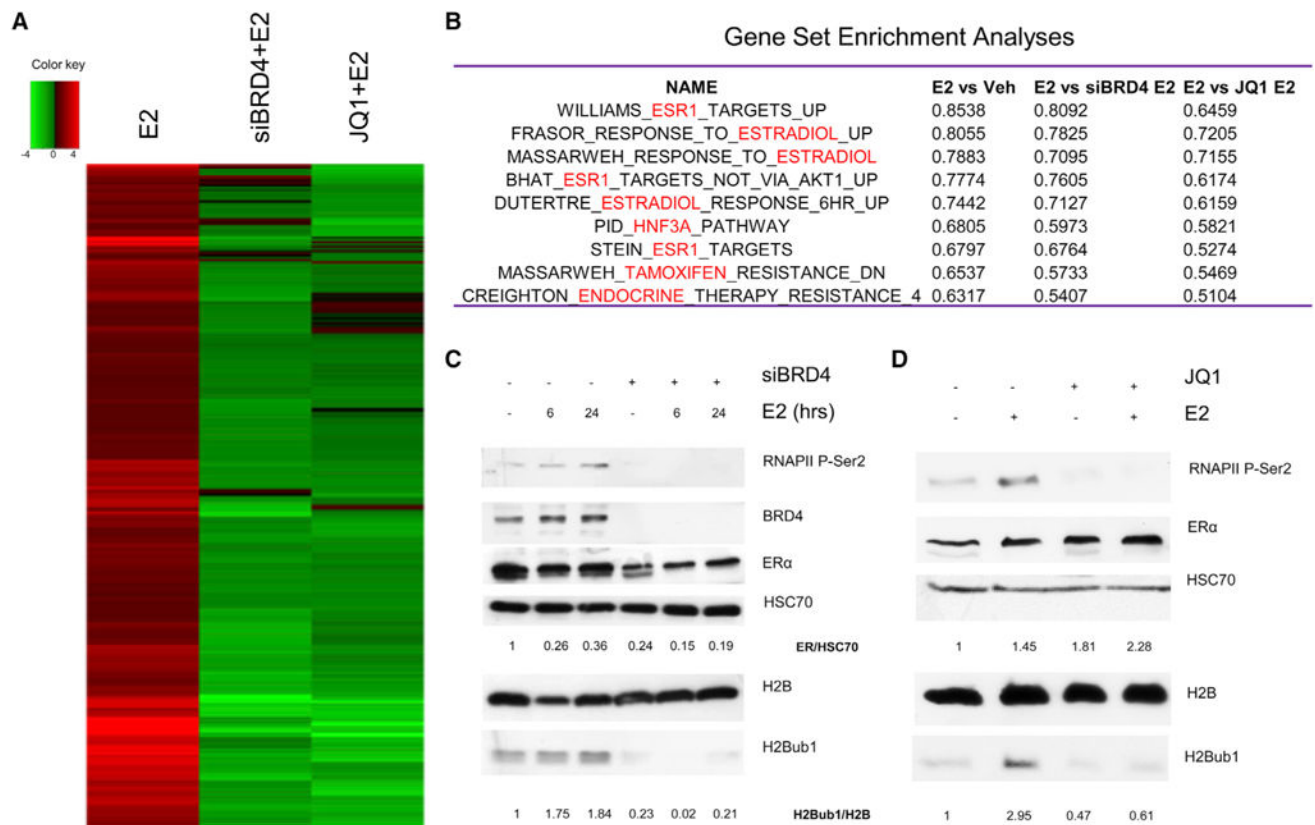 A
Color key
-4 0 4
E2
siBRD4+E2
JQ1+E2
B
Gene Set Enrichment Analyses
NAME E2 vs Veh E2 vs siBRD4 E2 E2 vs JQ1 E2
WILLIAMS_ESR1_TARGETS_UP 0.8538 0.8092 0.6459
FRASOR_RESPONSE_TO_ESTRADIOL_UP 0.8055 0.7825 0.7205
MASSARWEH_RESPONSE_TO_ESTRADIOL 0.7883 0.7095 0.7155
BHAT_ESR1_TARGETS_NOT_VIA_AKT1_UP 0.7774 0.7605 0.6174
DUTERTRE_ESTRADIOL_RESPONSE_6HR_UP 0.7442 0.7127 0.6159
PID_HNF3A_PATHWAY 0.6805 0.5973 0.5821
STEIN_ESR1_TARGETS 0.6797 0.6764 0.5274
MASSARWEH_TAMOXIFEN_RESISTANCE_DN 0.6537 0.5733 0.5469
CREIGHTON_ENDOCRINE_THERAPY_RESISTANCE_4 0.6317 0.5407 0.5104
C
- - - + + + siBRD4
- 6 24 - 6 24 E2 (hrs)
RNAPII P-Ser2
BRD4
ERα
HSC70
1 0.26 0.36 0.24 0.15 0.19 ER/HSC70
H2B
H2Bub1
1 1.75 1.84 0.23 0.02 0.21 H2Bub1/H2B
D
- - + + JQ1
- + - + E2
RNAPII P-Ser2
ERα
HSC70
1 1.45 1.81 2.28
H2B
H2Bub1
1 2.95 0.47 0.61